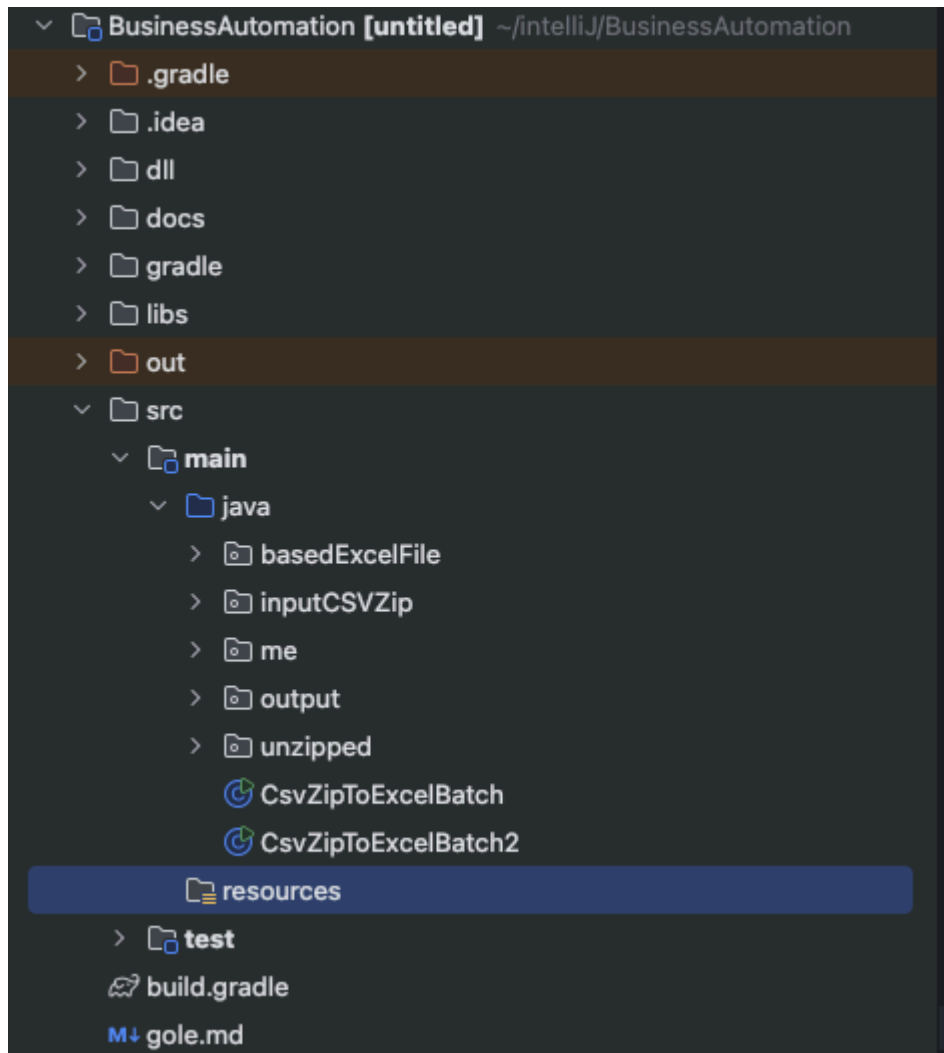 BusinessAutomation [untitled] ~/intelliJ/BusinessAutomation
.gradle
.idea
dll
docs
gradle
libs
out
src
main
java
basedExcelFile
inputCSVZip
me
output
unzipped
CsvZipToExcelBatch
CsvZipToExcelBatch2
resources
test
build.gradle
M↓ gole.md